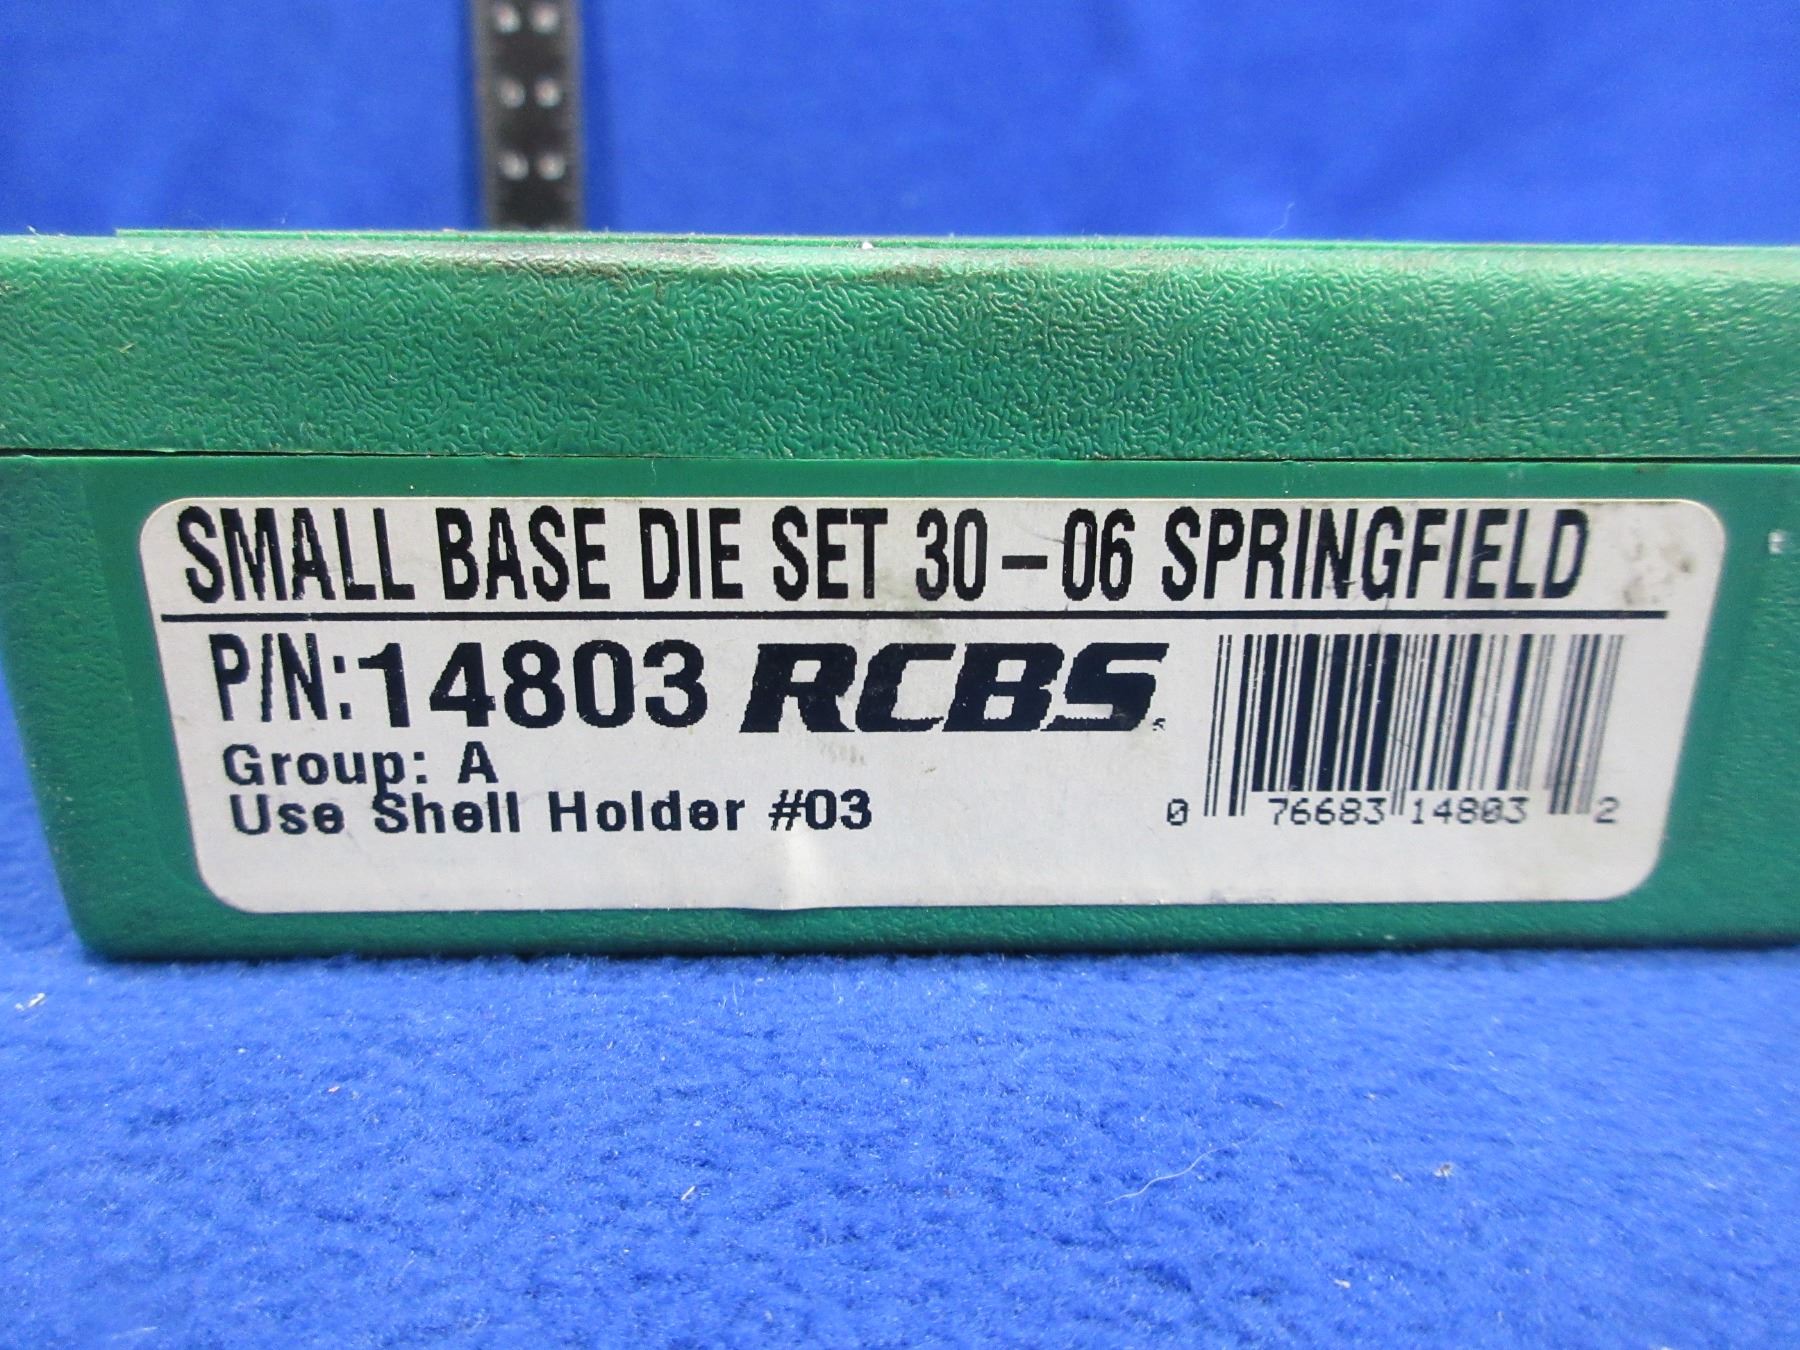 SMALL BASE DIE SET 30-06 SPRINGFIELD
P/N:14803 RCBS
Group: A
Use Shell Holder #03
0 76683 14803 2